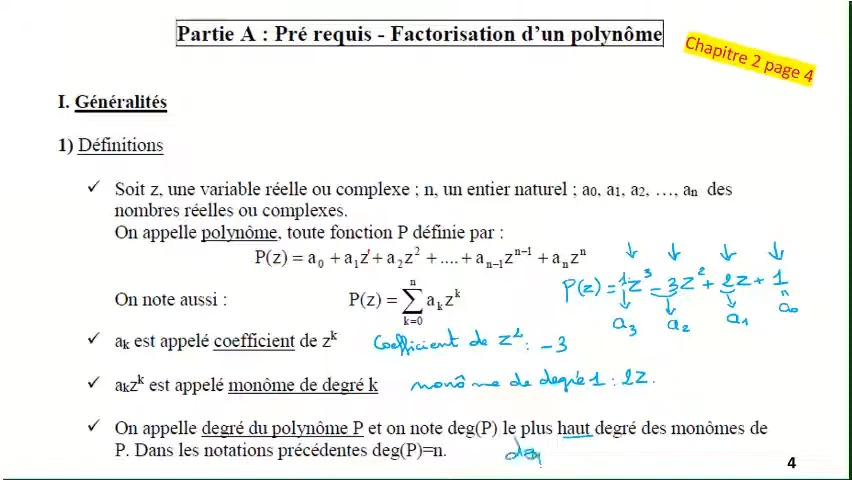 Partie A : Pré requis - Factorisation d'un polynôme
Chapitre 2 page 4
I. Généralités
1) Définitions
✓ Soit z, une variable réelle ou complexe ; n, un entier naturel ; a₀, a₁, a₂, …, aₙ des
nombres réelles ou complexes.
On appelle polynôme, toute fonction P définie par :
P(z) = a₀ + a₁z¹ + a₂z² + .... + aₙ₋₁zⁿ⁻¹ + aₙzⁿ
P(z) = 1z³ - 3z² + 2z + 1
a₃ a₂ a₁ a₀
On note aussi : P(z) = ∑ₖ₌₀ⁿ aₖzᵏ
✓ aₖ est appelé coefficient de zᵏ
Coefficient de z² : -3
✓ aₖzᵏ est appelé monôme de degré k
monôme de degré 1 : 2z.
✓ On appelle degré du polynôme P et on note deg(P) le plus haut degré des monômes de
P. Dans les notations précédentes deg(P)=n.
4